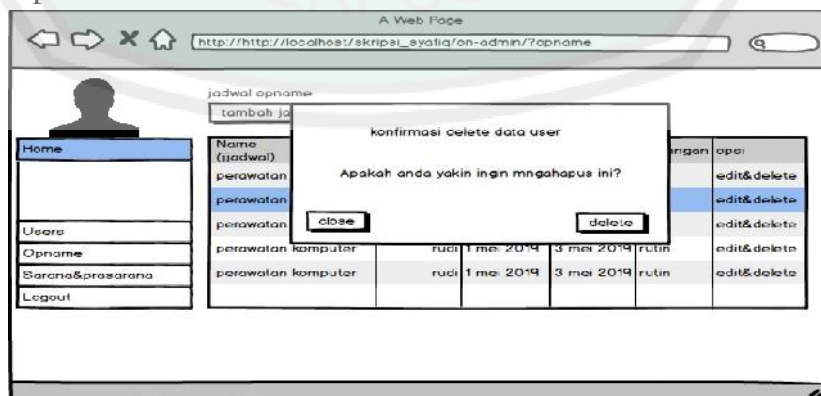 A Web Page
http://http://localhost/skripsi_syafiq/on-admin/?opname
jadwal opname
tambah ja
konfirmasi delete data user
Apakah anda yakin ingin mngahapus ini?
close
delete
Home
Users
Opname
Sarana&prasarana
Logout
Name
(jjadwal)
angan
opsi
perawatan
edit&delete
perawatan
edit&delete
perawatan
edit&delete
perawatan komputer rudi 1 mei 2019 3 mei 2019 rutin edit&delete
perawatan komputer rudi 1 mei 2019 3 mei 2019 rutin edit&delete